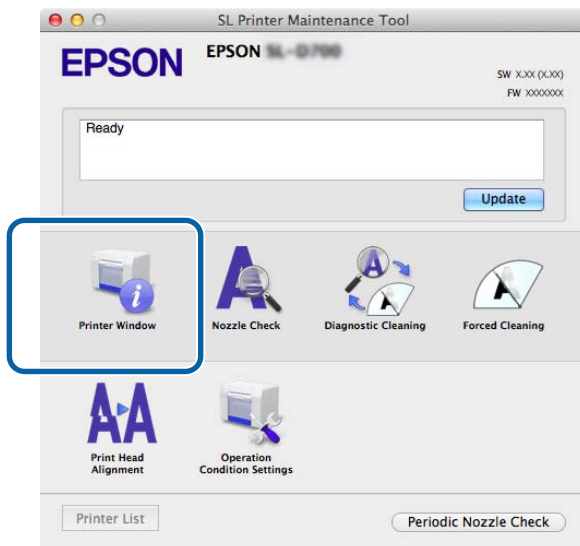 SL Printer Maintenance Tool
EPSON
EPSON
SW X.XX (X.XX)
FW XXXXXXX
Ready
Update
Printer Window
Nozzle Check
Diagnostic Cleaning
Forced Cleaning
Print Head
Alignment
Operation
Condition Settings
Printer List
Periodic Nozzle Check